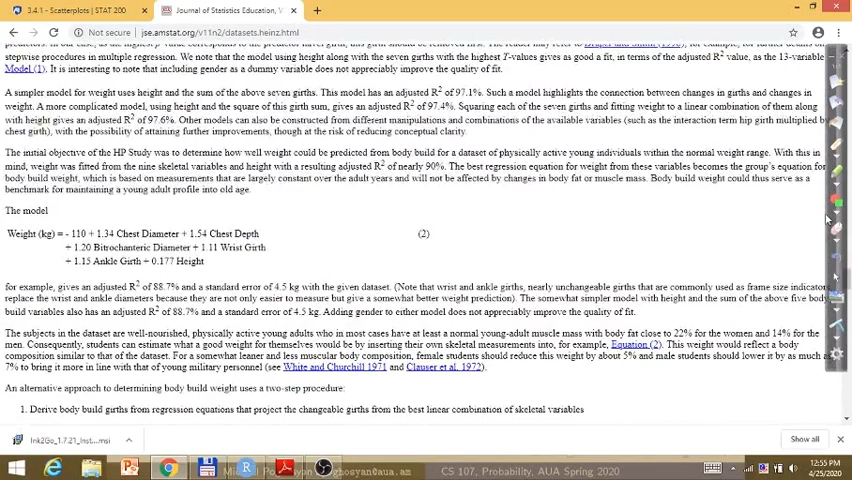 3.4.1 - Scatterplots | STAT 200
Journal of Statistics Education, V
Not secure | jse.amstat.org/v11n2/datasets.heinz.html
stepwise procedures in multiple regression. We note that the model using height along with the seven girths with the highest T-values gives as good a fit, in terms of the adjusted R2 value, as the 13-variable
Model (1). It is interesting to note that including gender as a dummy variable does not appreciably improve the quality of fit.
A simpler model for weight uses height and the sum of the above seven girths. This model has an adjusted R2 of 97.1%. Such a model highlights the connection between changes in girths and changes in
weight. A more complicated model, using height and the square of this girth sum, gives an adjusted R2 of 97.4%. Squaring each of the seven girths and fitting weight to a linear combination of them along
with height gives an adjusted R2 of 97.6%. Other models can also be constructed from different manipulations and combinations of the available variables (such as the interaction term hip girth multiplied by
chest girth), with the possibility of attaining further improvements, though at the risk of reducing conceptual clarity.
The initial objective of the HP Study was to determine how well weight could be predicted from body build for a dataset of physically active young individuals within the normal weight range. With this in
mind, weight was fitted from the nine skeletal variables and height with a resulting adjusted R2 of nearly 90%. The best regression equation for weight from these variables becomes the group's equation for
body build weight, which is based on measurements that are largely constant over the adult years and will not be affected by changes in body fat or muscle mass. Body build weight could thus serve as a
benchmark for maintaining a young adult profile into old age.
The model
Weight (kg) = - 110 + 1.34 Chest Diameter + 1.54 Chest Depth (2)
+ 1.20 Bitrochanteric Diameter + 1.11 Wrist Girth
+ 1.15 Ankle Girth + 0.177 Height
for example, gives an adjusted R2 of 88.7% and a standard error of 4.5 kg with the given dataset. (Note that wrist and ankle girths, nearly unchangeable girths that are commonly used as frame size indicators,
replace the wrist and ankle diameters because they are not only easier to measure but give a somewhat better weight prediction). The somewhat simpler model with height and the sum of the above five body
build variables also has an adjusted R2 of 88.7% and a standard error of 4.5 kg. Adding gender to either model does not appreciably improve the quality of fit.
The subjects in the dataset are well-nourished, physically active young adults who in most cases have at least a normal young-adult muscle mass with body fat close to 22% for the women and 14% for the
men. Consequently, students can estimate what a good weight for themselves would be by inserting their own skeletal measurements into, for example, Equation (2). This weight would reflect a body
composition similar to that of the dataset. For a somewhat leaner and less muscular body composition, female students should reduce this weight by about 5% and male students should lower it by as much as
7% to bring it more in line with that of young military personnel (see White and Churchill 1971 and Clauser et al. 1972).
An alternative approach to determining body build weight uses a two-step procedure:
1. Derive body build girths from regression equations that project the changeable girths from the best linear combination of skeletal variables
Ink2Go_1.7.21_Inst....msi
Show all
CS 107, Probability, AUA Spring 2020
12:55 PM
4/25/2020